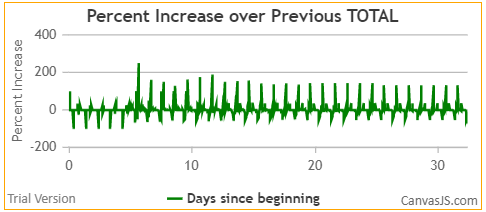 Percent Increase over Previous TOTAL
400
200
0
-200
Percent Increase
0
10
20
30
Trial Version
Days since beginning
CanvasJS.com